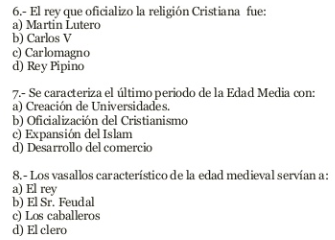 6.- El rey que oficializo la religión Cristiana fue:
a) Martin Lutero
b) Carlos V
c) Carlomagno
d) Rey Pipino
7.- Se caracteriza el último periodo de la Edad Media con:
a) Creación de Universidades.
b) Oficialización del Cristianismo
c) Expansión del Islam
d) Desarrollo del comercio
8.- Los vasallos característico de la edad medieval servían a:
a) El rey
b) El Sr. Feudal
c) Los caballeros
d) El clero